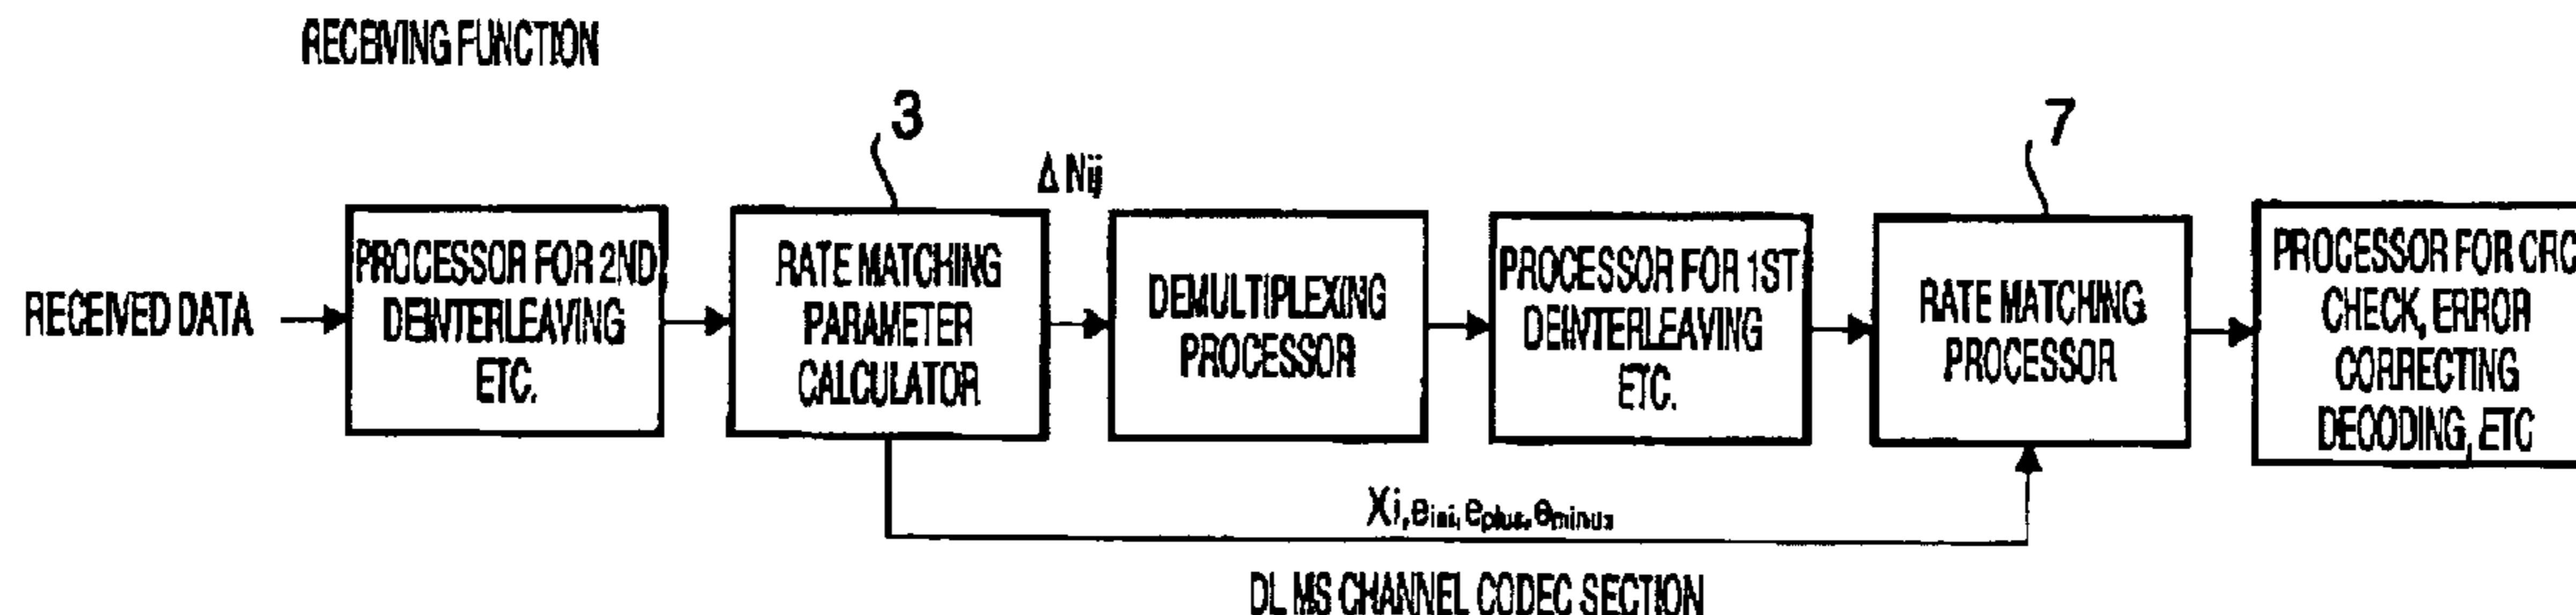 RECEIVING FUNCTION
3
7
Δ Nij
RECEIVED DATA
PROCESSOR FOR 2ND
DEINTERLEAVING
ETC.
RATE MATCHING
PARAMETER
CALCULATOR
DEMULTIPLEXING
PROCESSOR
PROCESSOR FOR 1ST
DEINTERLEAVING
ETC.
RATE MATCHING
PROCESSOR
PROCESSOR FOR CRC
CHECK, ERROR
CORRECTING
DECODING, ETC
Xi, eini, eplus, eminus
DL MS CHANNEL CODEC SECTION